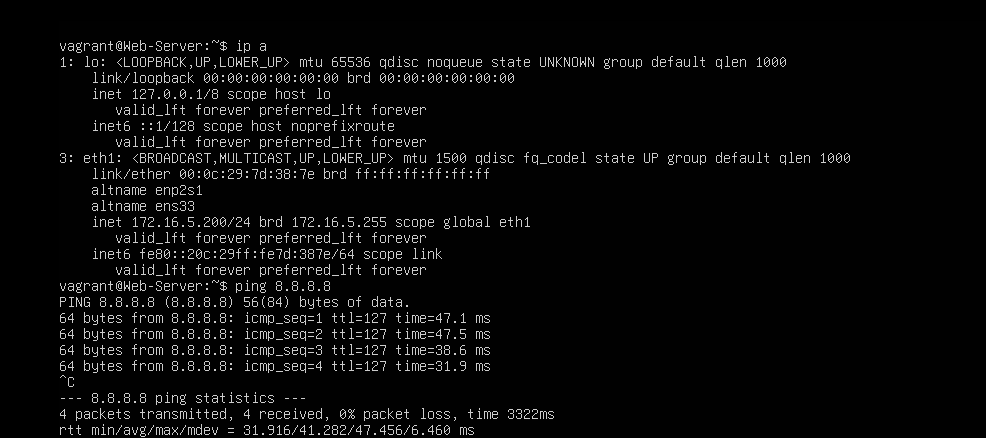 vagrant@Web-Server:~$ ip a
1: lo: <LOOPBACK,UP,LOWER_UP> mtu 65536 qdisc noqueue state UNKNOWN group default qlen 1000
    link/loopback 00:00:00:00:00:00 brd 00:00:00:00:00:00
    inet 127.0.0.1/8 scope host lo
       valid_lft forever preferred_lft forever
    inet6 ::1/128 scope host noprefixroute
       valid_lft forever preferred_lft forever
3: eth1: <BROADCAST,MULTICAST,UP,LOWER_UP> mtu 1500 qdisc fq_codel state UP group default qlen 1000
    link/ether 00:0c:29:7d:38:7e brd ff:ff:ff:ff:ff:ff
    altname enp2s1
    altname ens33
    inet 172.16.5.200/24 brd 172.16.5.255 scope global eth1
       valid_lft forever preferred_lft forever
    inet6 fe80::20c:29ff:fe7d:387e/64 scope link
       valid_lft forever preferred_lft forever
vagrant@Web-Server:~$ ping 8.8.8.8
PING 8.8.8.8 (8.8.8.8) 56(84) bytes of data.
64 bytes from 8.8.8.8: icmp_seq=1 ttl=127 time=47.1 ms
64 bytes from 8.8.8.8: icmp_seq=2 ttl=127 time=47.5 ms
64 bytes from 8.8.8.8: icmp_seq=3 ttl=127 time=38.6 ms
64 bytes from 8.8.8.8: icmp_seq=4 ttl=127 time=31.9 ms
^C
--- 8.8.8.8 ping statistics ---
4 packets transmitted, 4 received, 0% packet loss, time 3322ms
rtt min/avg/max/mdev = 31.916/41.282/47.456/6.460 ms